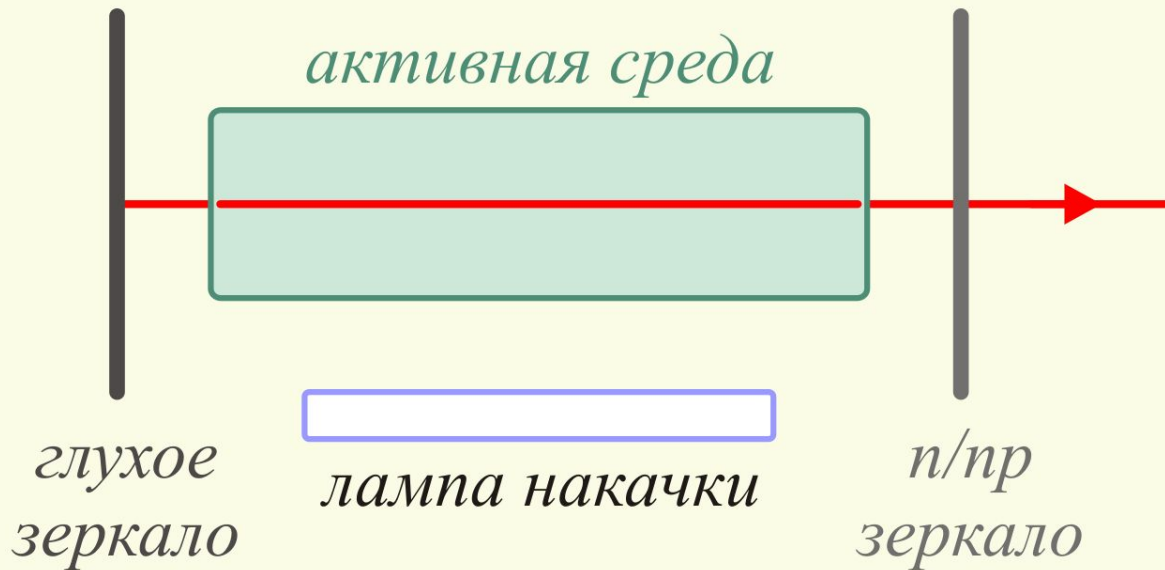 активная среда
глухое
зеркало
лампа накачки
п/пр
зеркало